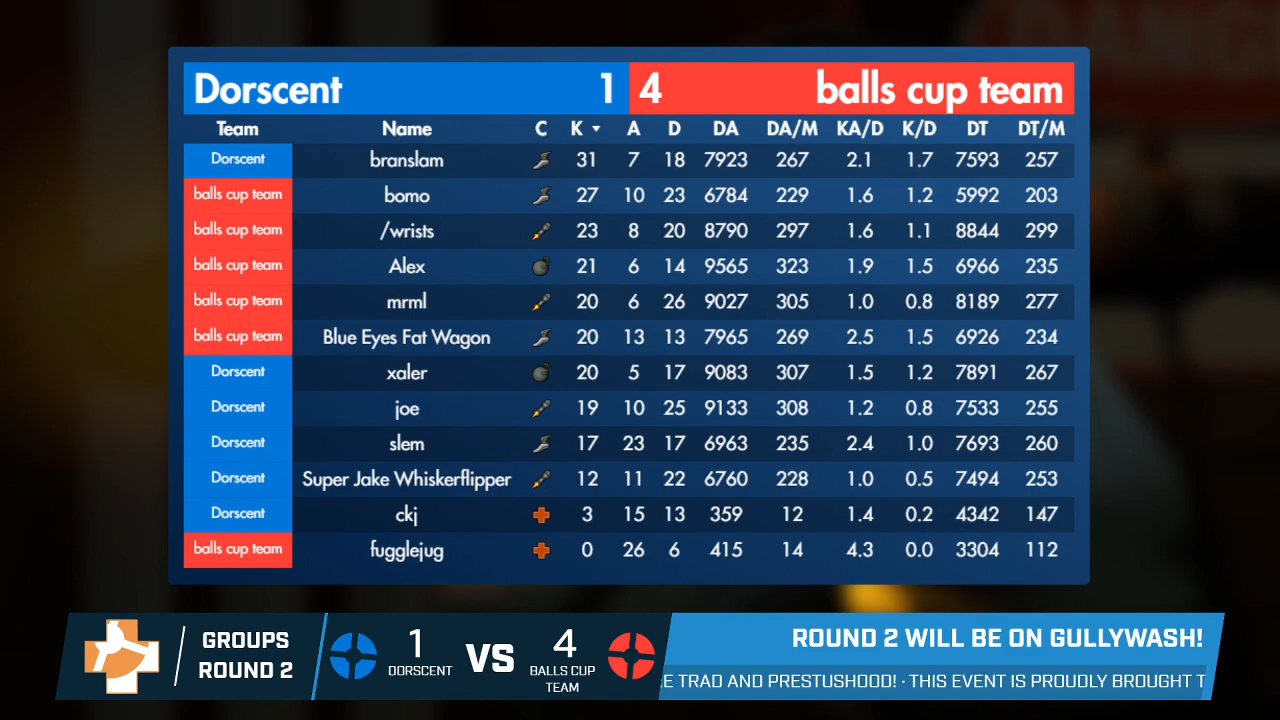 Dorscent 1 4 balls cup team
Team Name C K A D DA DA/M KA/D K/D DT DT/M
Dorscent branslam 31 7 18 7923 267 2.1 1.7 7593 257
balls cup team bomo 27 10 23 6784 229 1.6 1.2 5992 203
balls cup team /wrists 23 8 20 8790 297 1.6 1.1 8844 299
balls cup team Alex 21 6 14 9565 323 1.9 1.5 6966 235
balls cup team mrml 20 6 26 9027 305 1.0 0.8 8189 277
balls cup team Blue Eyes Fat Wagon 20 13 13 7965 269 2.5 1.5 6926 234
Dorscent xaler 20 5 17 9083 307 1.5 1.2 7891 267
Dorscent joe 19 10 25 9133 308 1.2 0.8 7533 255
Dorscent slem 17 23 17 6963 235 2.4 1.0 7693 260
Dorscent Super Jake Whiskerflipper 12 11 22 6760 228 1.0 0.5 7494 253
Dorscent ckj 3 15 13 359 12 1.4 0.2 4342 147
balls cup team fugglejug 0 26 6 415 14 4.3 0.0 3304 112
GROUPS
ROUND 2
1
DORSCENT
VS
4
BALLS CUP
TEAM
ROUND 2 WILL BE ON GULLYWASH!
E TRAD AND PRESTUSHOOD! · THIS EVENT IS PROUDLY BROUGHT T